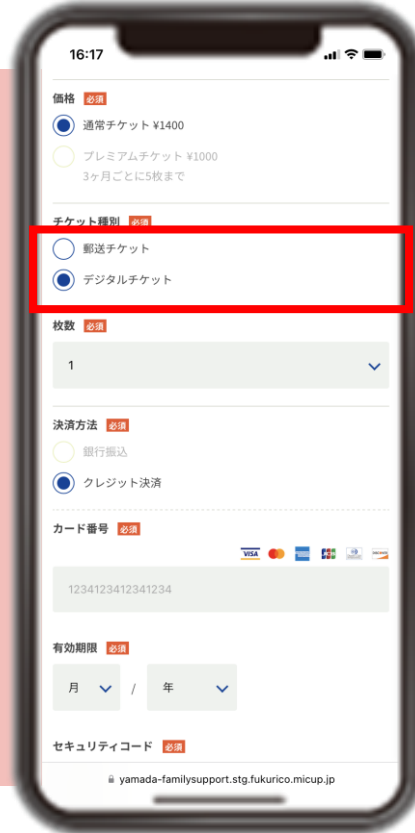 16:17
価格 必須
通常チケット ¥1400
プレミアムチケット ¥1000
3ヶ月ごとに5枚まで
チケット種別 必須
郵送チケット
デジタルチケット
枚数 必須
1
決済方法 必須
銀行振込
クレジット決済
カード番号 必須
VISA
1234123412341234
有効期限 必須
月 / 年
セキュリティコード 必須
yamada-familysupport.stg.fukurico.micup.jp